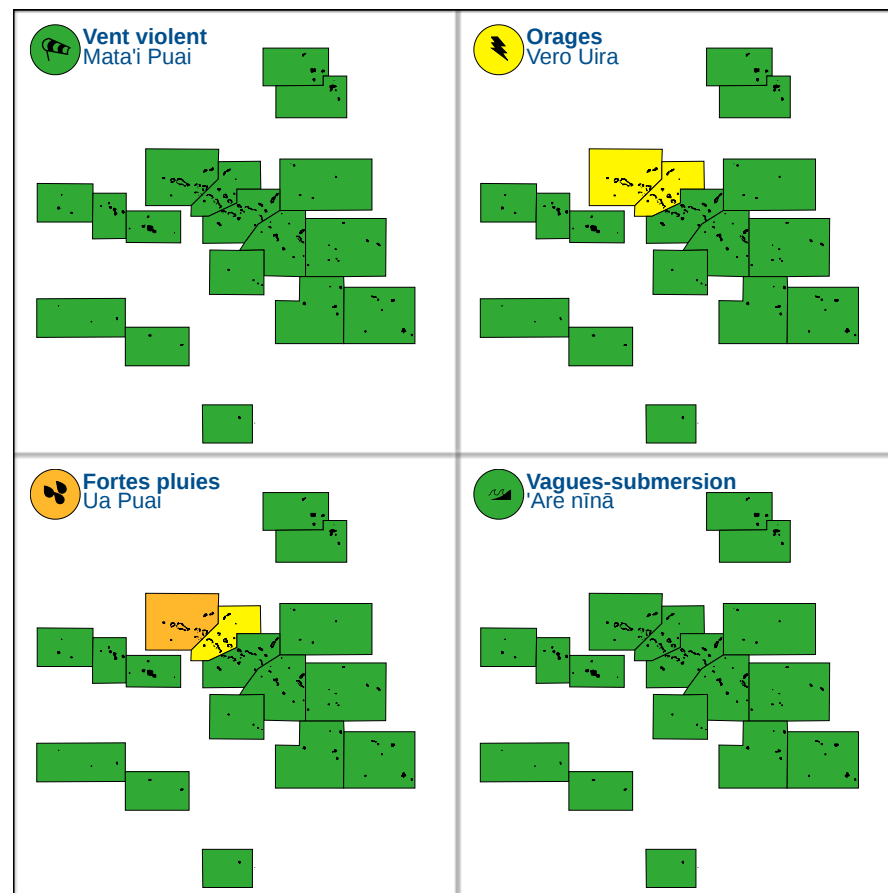 Vent violent
Mata'i Puai
Orages
Vero Uira
Fortes pluies
Ua Puai
Vagues-submersion
'Are nīnā